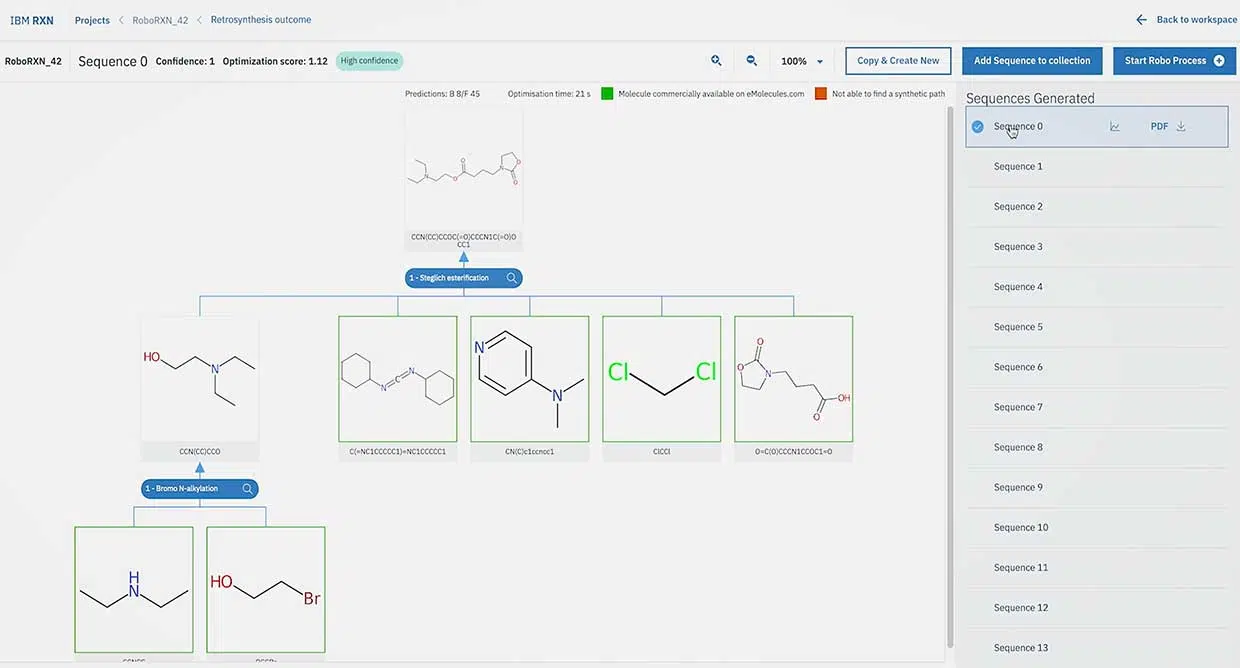 IBM RXN Projects < RoboRXN_42 < Retrosynthesis outcome ← Back to workspace
RoboRXN_42 Sequence 0 Confidence: 1 Optimization score: 1.12 High confidence 100% Copy & Create New Add Sequence to collection Start Robo Process
Predictions: B 8/F 45 Optimisation time: 21 s Molecule commercially available on eMolecules.com Not able to find a synthetic path
Sequences Generated
Sequence 0 PDF
Sequence 1
Sequence 2
Sequence 3
Sequence 4
Sequence 5
Sequence 6
Sequence 7
Sequence 8
Sequence 9
Sequence 10
Sequence 11
Sequence 12
Sequence 13
N O O N O O
CCN(CC)CCOC(=O)CCCN1C(=O)O
CC1
1 - Steglich esterification
HO N
N C N
N N
Cl Cl
O O N O OH
CCN(CC)CCO
C(=NC1CCCCC1)=NC1CCCCC1
CN(C)c1ccncc1
ClCCl
O=C(O)CCCN1CCOC1=O
1 - Bromo N-alkylation
H
N
HO Br